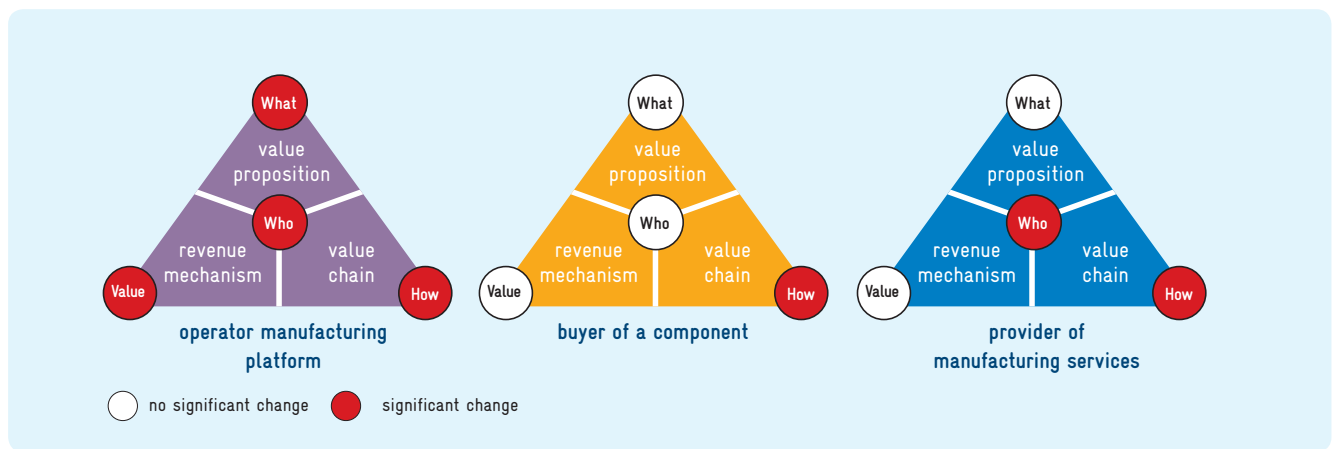 What
value
proposition
Who
revenue
mechanism
value
chain
Value
How
operator manufacturing
platform
What
value
proposition
Who
revenue
mechanism
value
chain
Value
How
buyer of a component
What
value
proposition
Who
revenue
mechanism
value
chain
Value
How
provider of
manufacturing services
no significant change
significant change